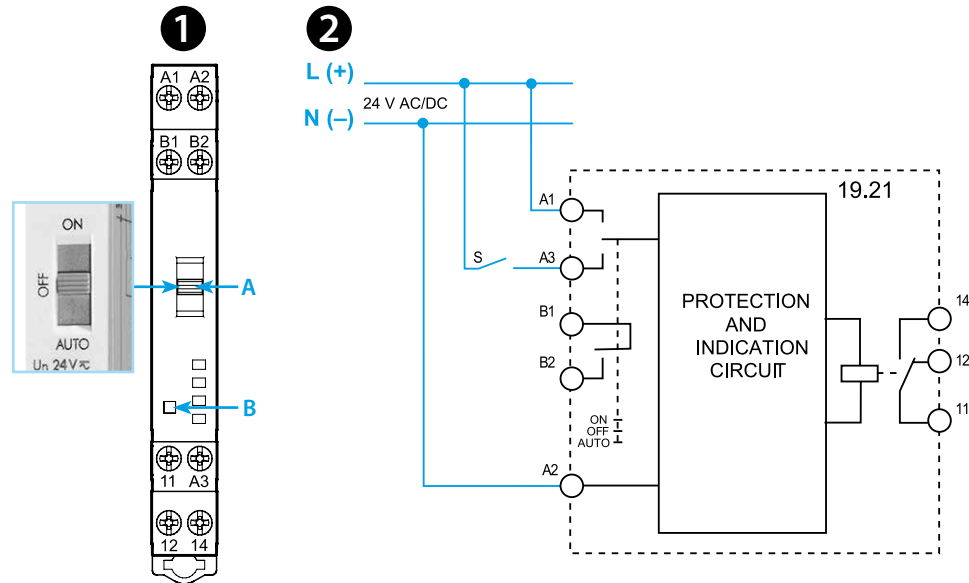 1
A1 A2
B1 B2
ON
OFF
AUTO
Un 24V
A
B
11 A3
12 14
2
L (+)
24 V AC/DC
N (–)
19.21
A1
S
A3
B1
B2
ON
OFF
AUTO
A2
PROTECTION
AND
INDICATION
CIRCUIT
14
12
11